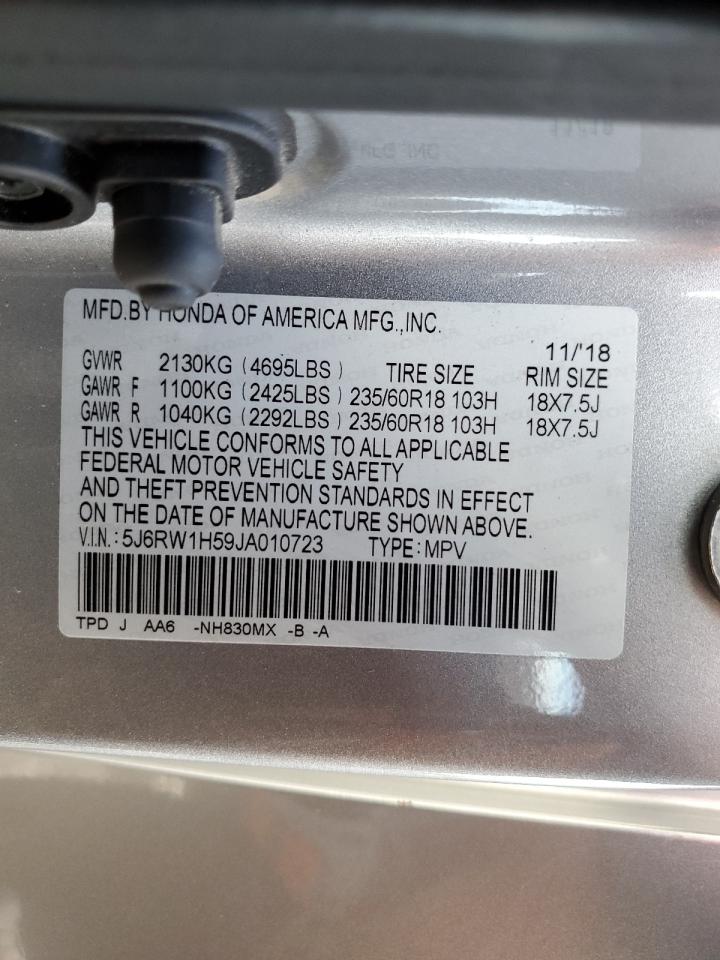 MFD.BY HONDA OF AMERICA MFG.,INC.
11/'18
GVWR 2130KG (4695LBS) TIRE SIZE RIM SIZE
GAWR F 1100KG (2425LBS) 235/60R18 103H 18X7.5J
GAWR R 1040KG (2292LBS) 235/60R18 103H 18X7.5J
THIS VEHICLE CONFORMS TO ALL APPLICABLE
FEDERAL MOTOR VEHICLE SAFETY
AND THEFT PREVENTION STANDARDS IN EFFECT
ON THE DATE OF MANUFACTURE SHOWN ABOVE.
V.I.N.: 5J6RW1H59JA010723 TYPE: MPV
TPD J AA6 -NH830MX -B -A